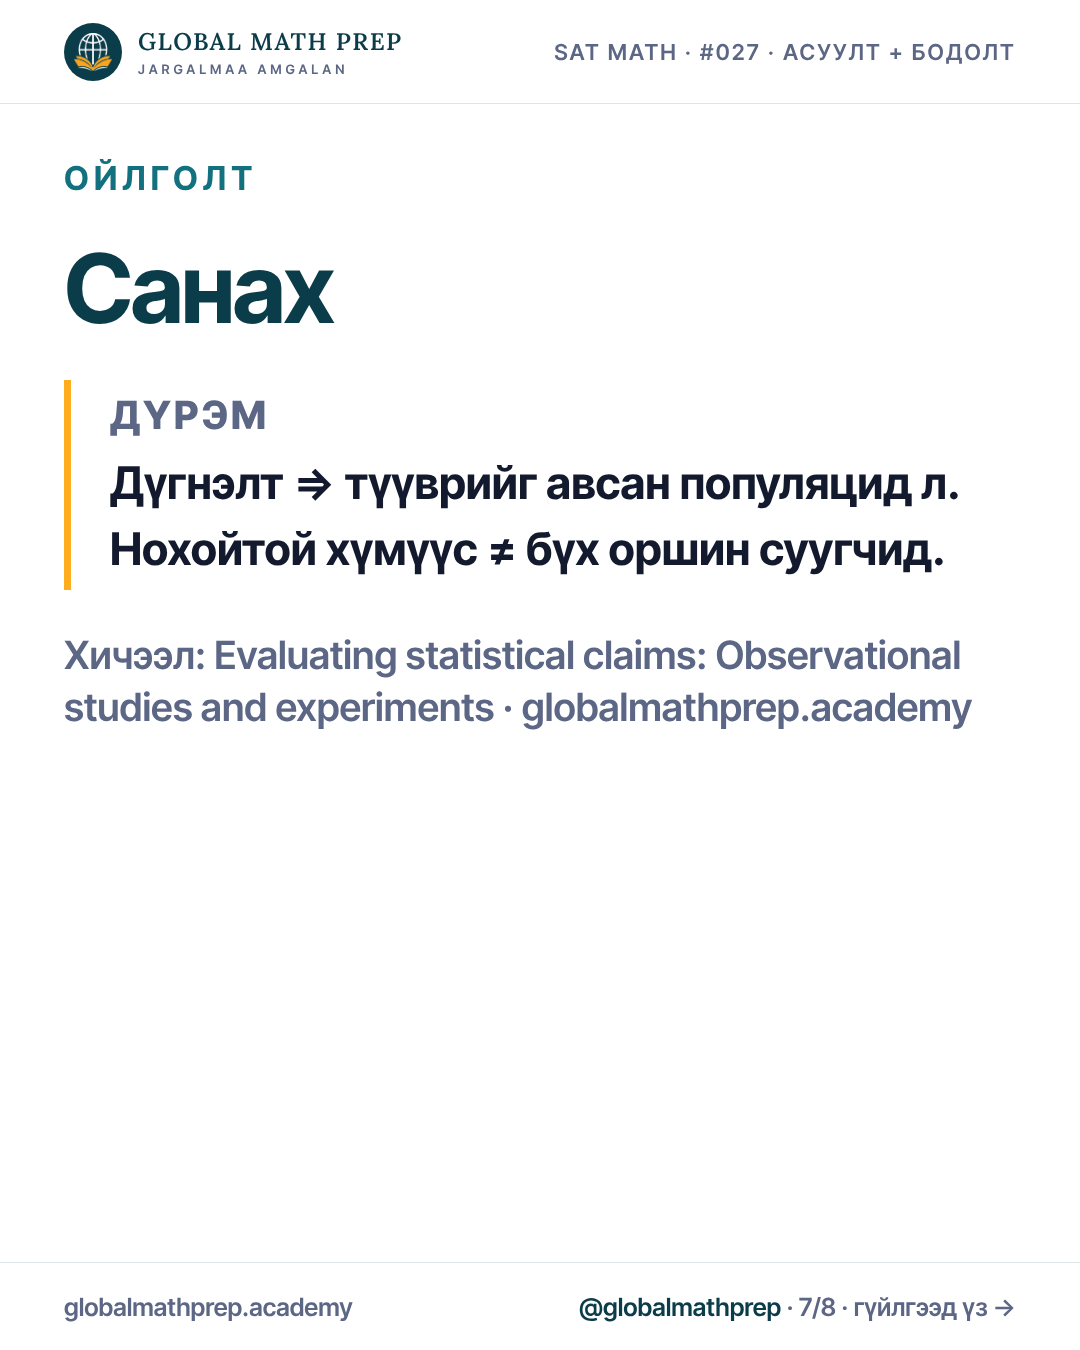 GLOBAL MATH PREP
JARGALMAA AMGALAN
SAT MATH · #027 · АСУУЛТ + БОДОЛТ
ОЙЛГОЛТ
Санах
ДҮРЭМ
Дүгнэлт ⇒ түүврийг авсан популяцид л.
Нохойтой хүмүүс ≠ бүх оршин суугчид.
Хичээл: Evaluating statistical claims: Observational
studies and experiments · globalmathprep.academy
globalmathprep.academy
@globalmathprep · 7/8 · гүйлгээд үз →